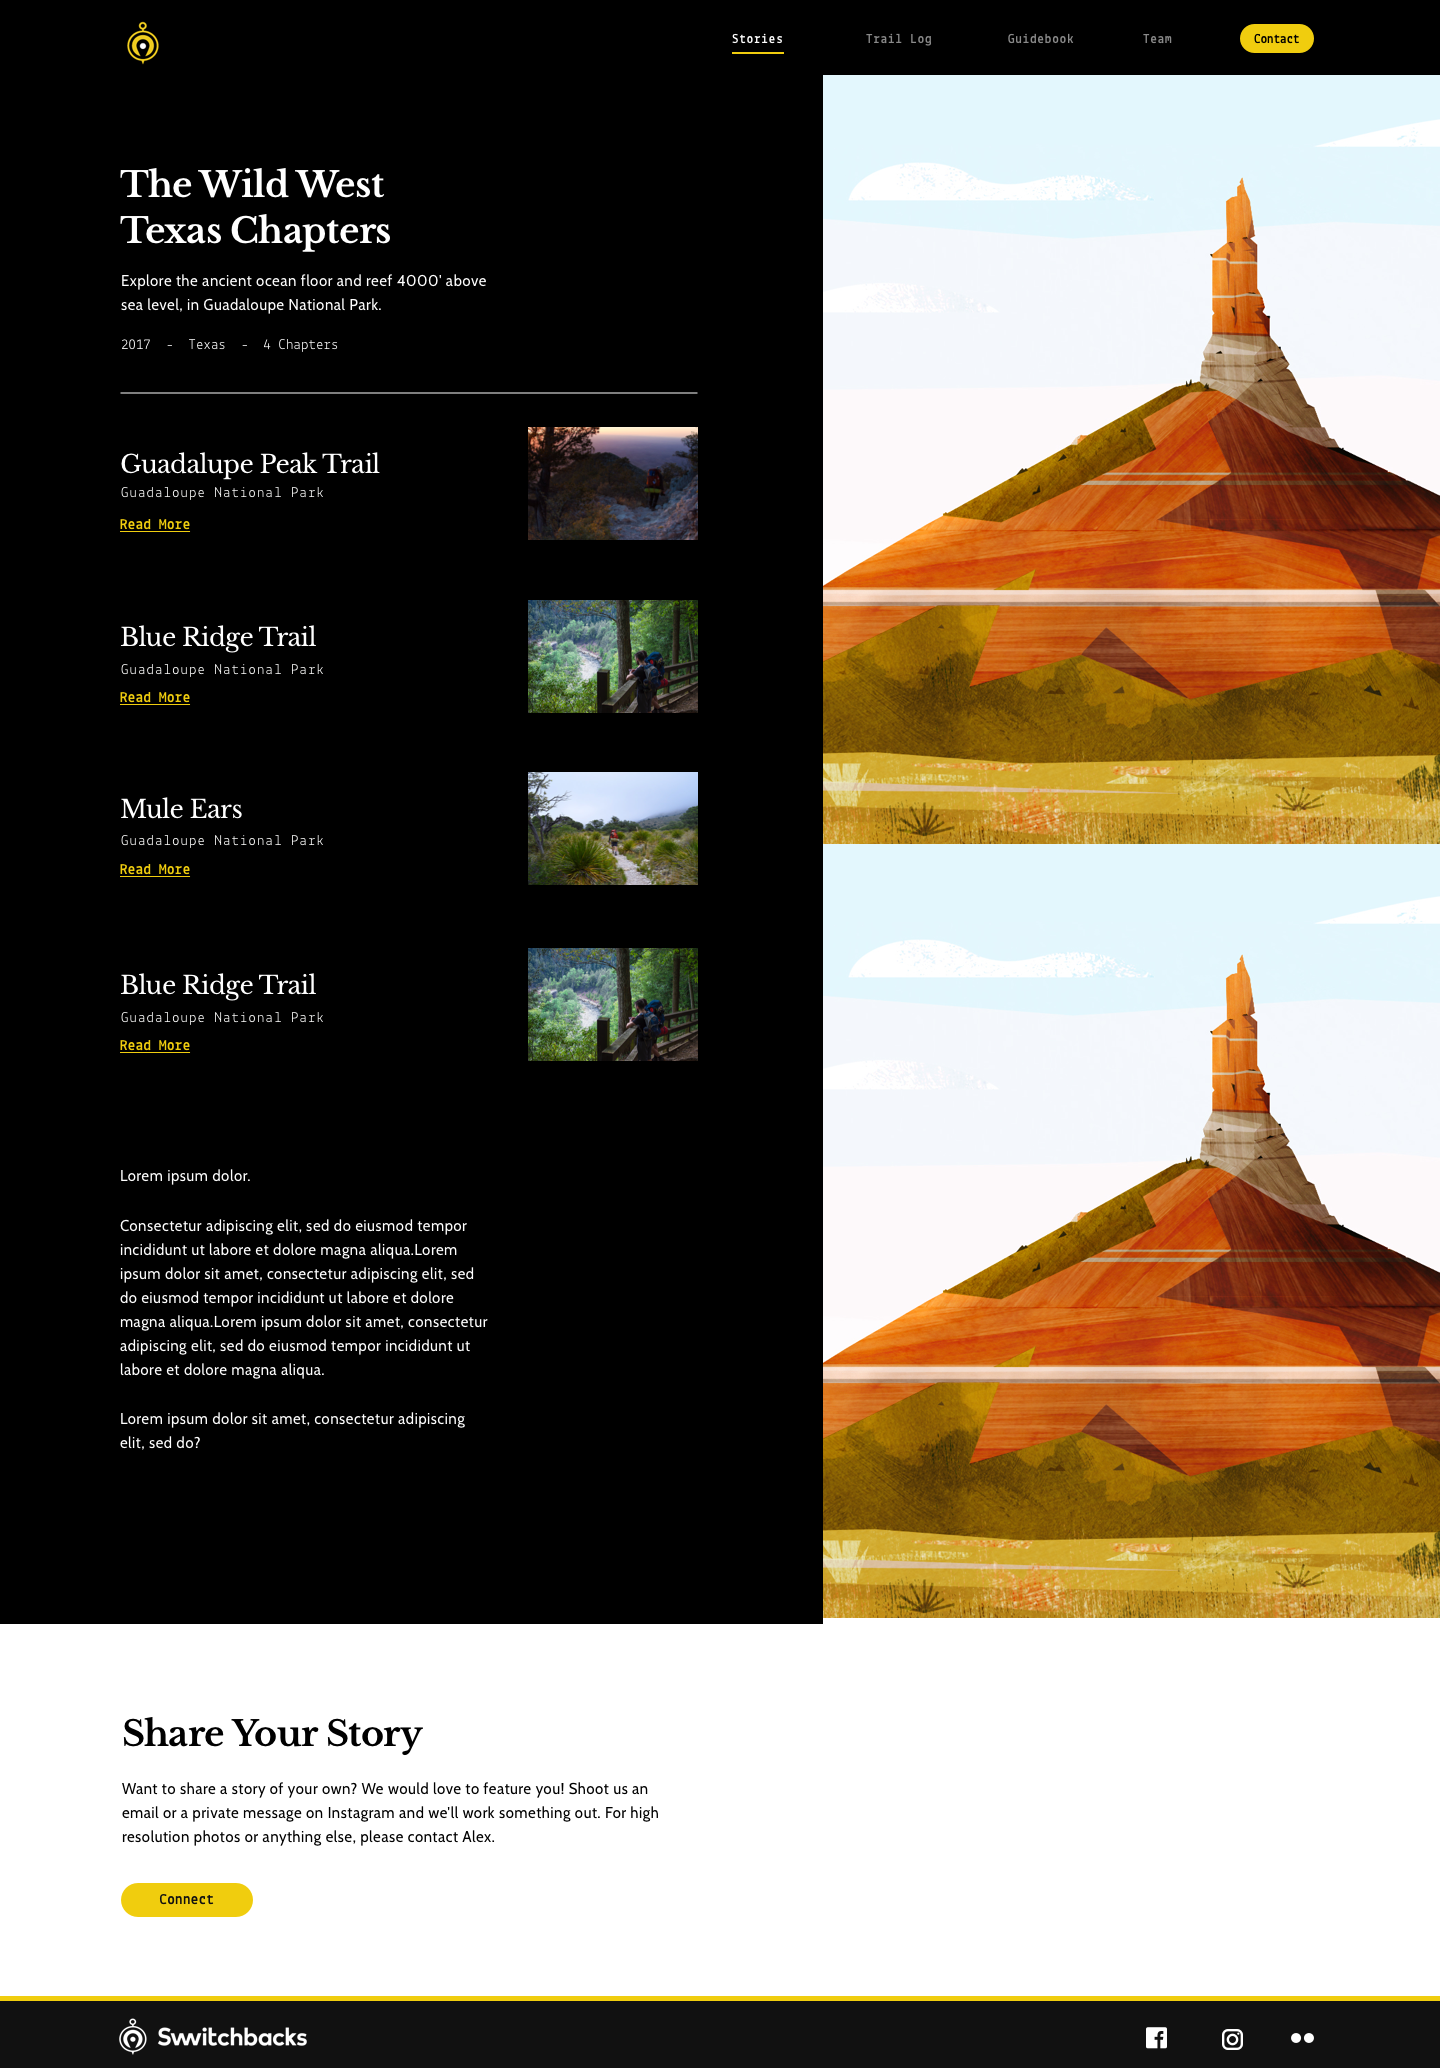 Stories Trail Log Guidebook Team Contact
The Wild West
Texas Chapters
Explore the ancient ocean floor and reef 4000' above
sea level, in Guadaloupe National Park.
2017 - Texas - 4 Chapters
Guadalupe Peak Trail
Guadaloupe National Park
Read More
Blue Ridge Trail
Guadaloupe National Park
Read More
Mule Ears
Guadaloupe National Park
Read More
Blue Ridge Trail
Guadaloupe National Park
Read More
Lorem ipsum dolor.
Consectetur adipiscing elit, sed do eiusmod tempor
incididunt ut labore et dolore magna aliqua.Lorem
ipsum dolor sit amet, consectetur adipiscing elit, sed
do eiusmod tempor incididunt ut labore et dolore
magna aliqua.Lorem ipsum dolor sit amet, consectetur
adipiscing elit, sed do eiusmod tempor incididunt ut
labore et dolore magna aliqua.
Lorem ipsum dolor sit amet, consectetur adipiscing
elit, sed do?
Share Your Story
Want to share a story of your own? We would love to feature you! Shoot us an
email or a private message on Instagram and we'll work something out. For high
resolution photos or anything else, please contact Alex.
Connect
Switchbacks